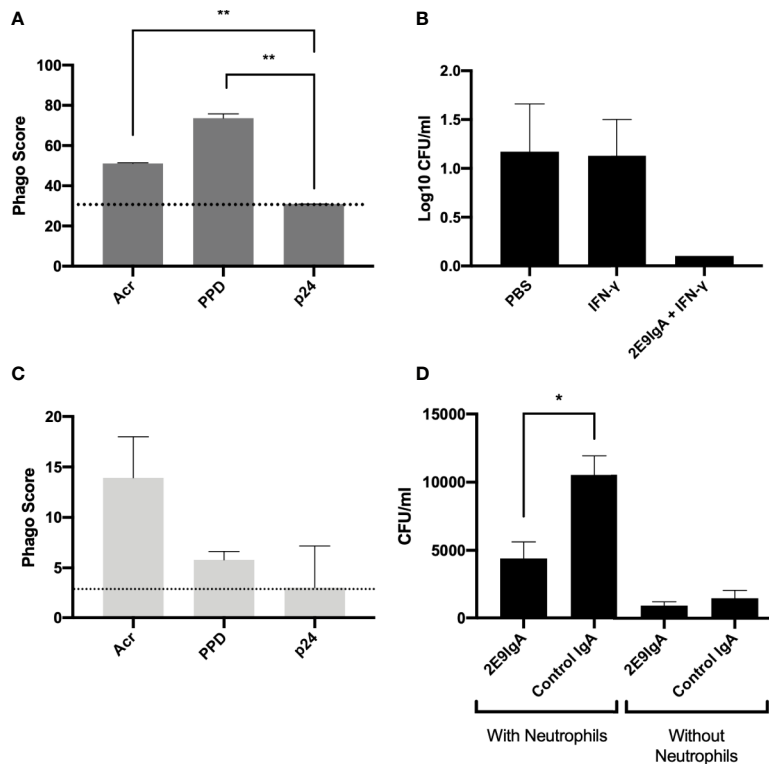 A
**
**
100
80
60
40
20
0
Phago Score
Acr
PPD
p24
B
2.0
1.5
1.0
0.5
0.0
Log10 CFU/ml
PBS
IFN-γ
2E9IgA + IFN-γ
C
20
15
10
5
0
Phago Score
Acr
PPD
p24
D
*
15000
10000
5000
0
CFU/ml
2E9IgA
Control IgA
2E9IgA
Control IgA
With Neutrophils
Without
Neutrophils